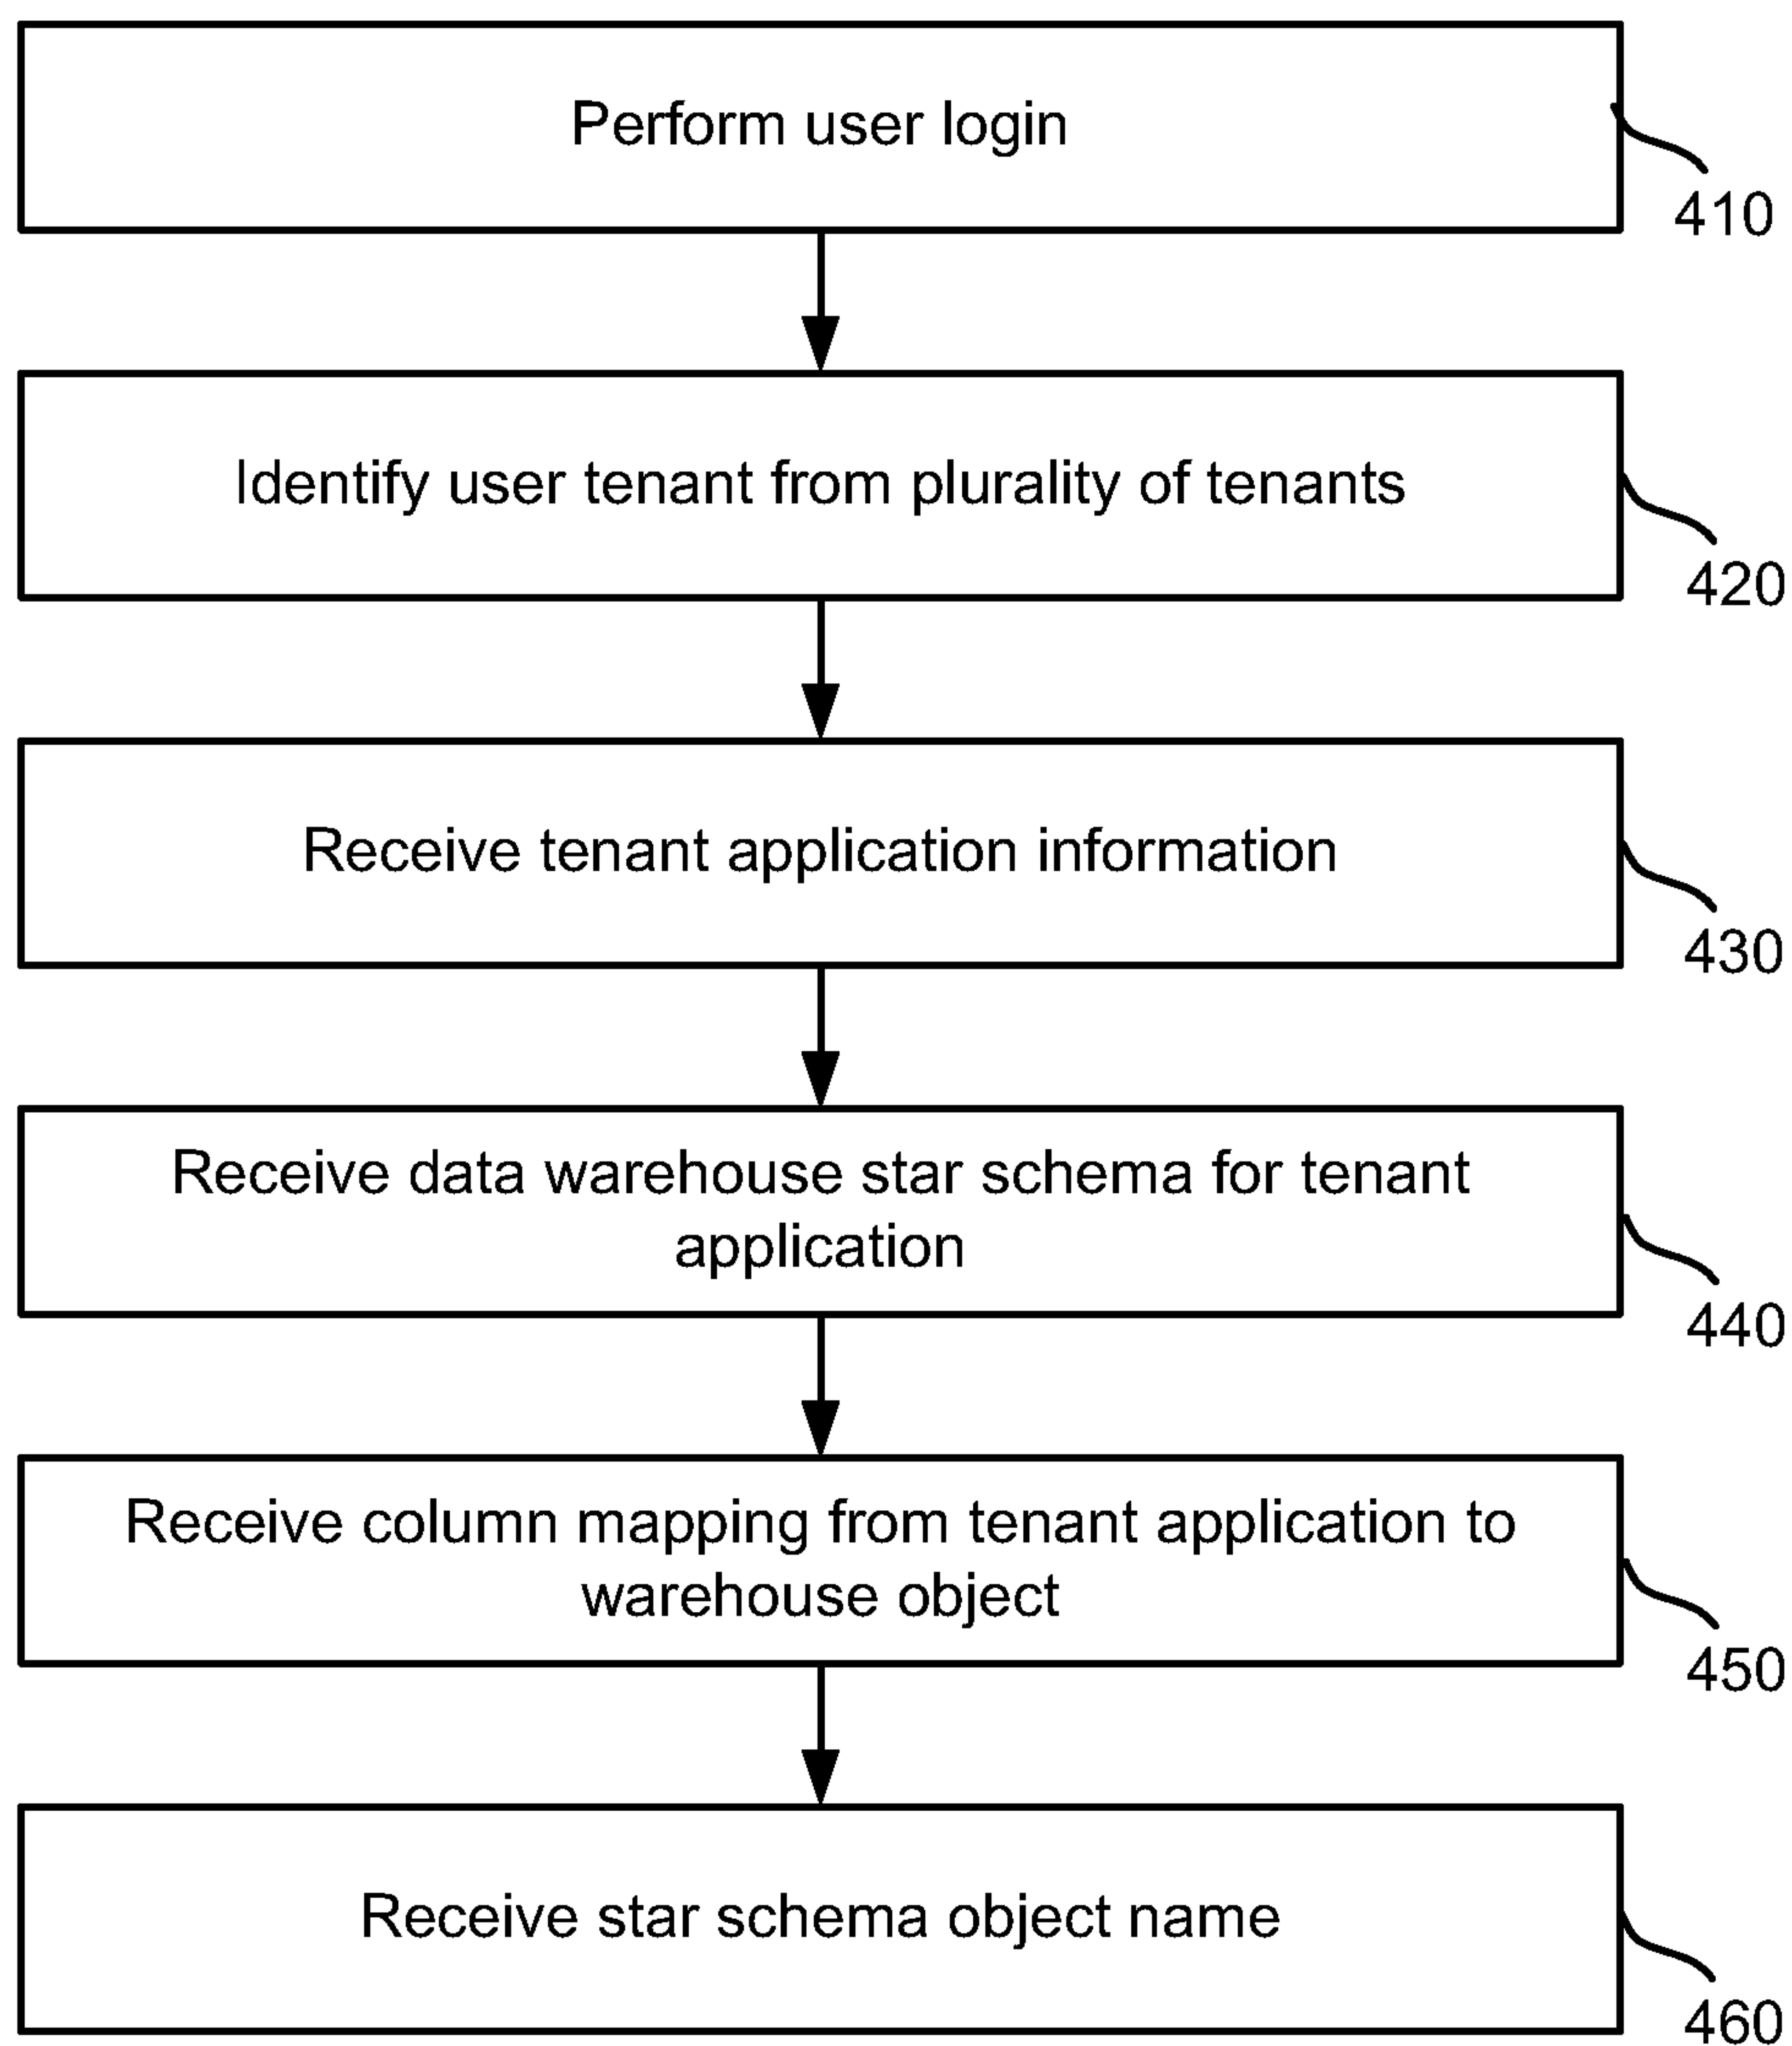 Perform user login
410
Identify user tenant from plurality of tenants
420
Receive tenant application information
430
Receive data warehouse star schema for tenant
application
440
Receive column mapping from tenant application to
warehouse object
450
Receive star schema object name
460